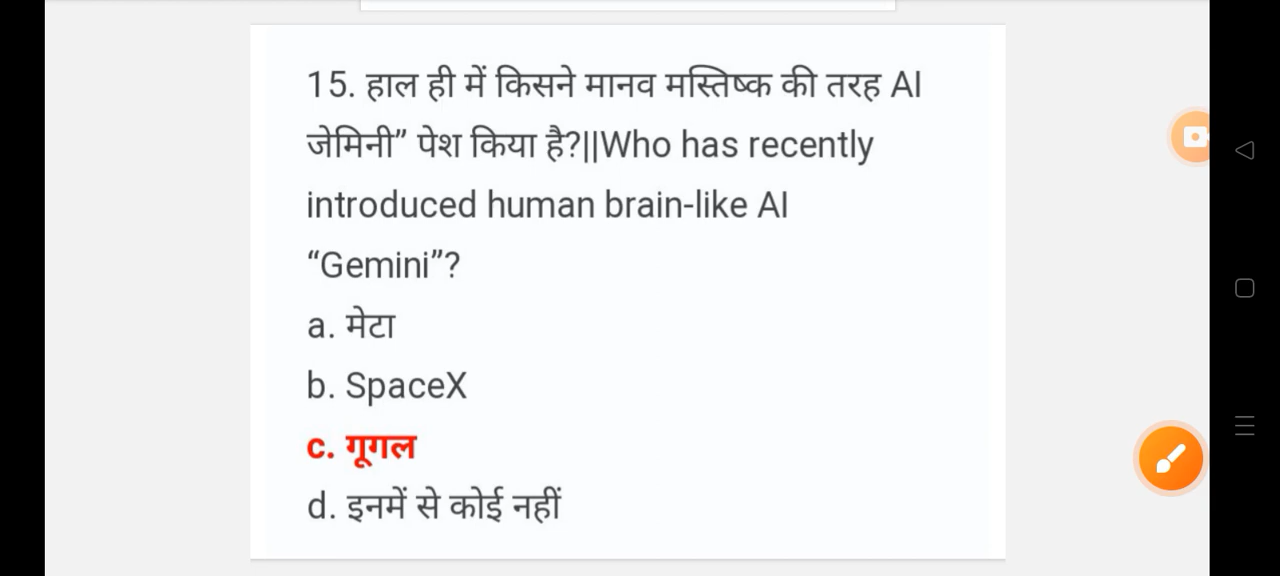 15. हाल ही में किसने मानव मस्तिष्क की तरह AI
जेमिनी” पेश किया है?||Who has recently
introduced human brain-like AI
“Gemini”?
a. मेटा
b. SpaceX
c. गूगल
d. इनमें से कोई नहीं